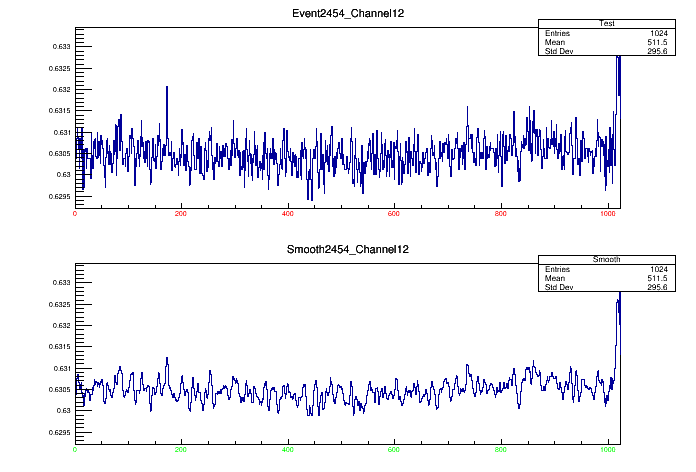 Event2454_Channel12
Test
Entries 1024
Mean 511.5
Std Dev 295.6
0.633
0.6325
0.632
0.6315
0.631
0.6305
0.63
0.6295
0 200 400 600 800 1000
Smooth2454_Channel12
Smooth
Entries 1024
Mean 511.5
Std Dev 295.6
0.633
0.6325
0.632
0.6315
0.631
0.6305
0.63
0.6295
0 200 400 600 800 1000